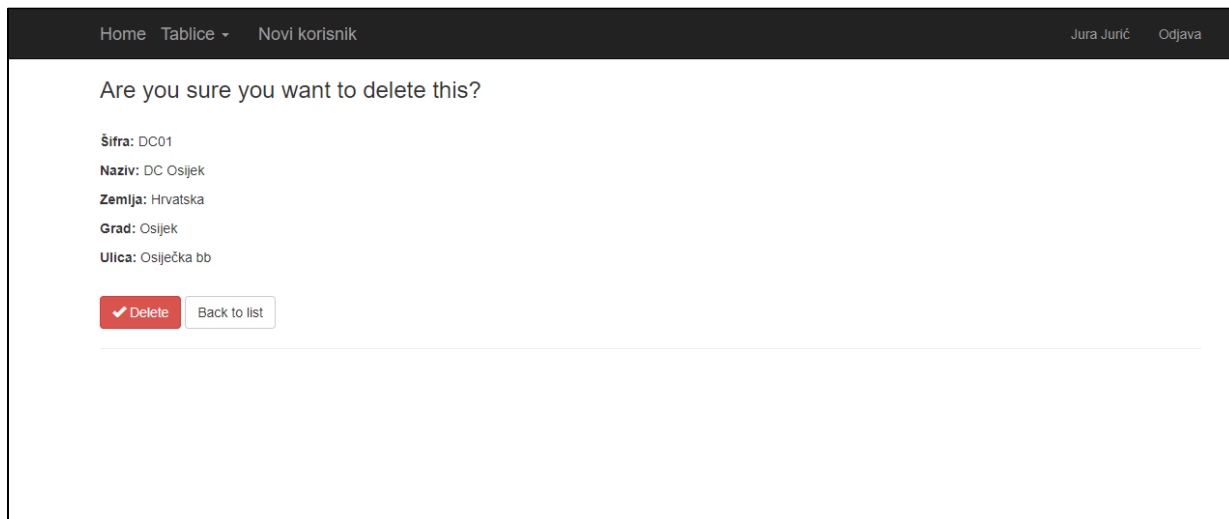 Home Tablice Novi korisnik Jura Jurić Odjava
Are you sure you want to delete this?
Šifra: DC01
Naziv: DC Osijek
Zemlja: Hrvatska
Grad: Osijek
Ulica: Osiječka bb
Delete Back to list